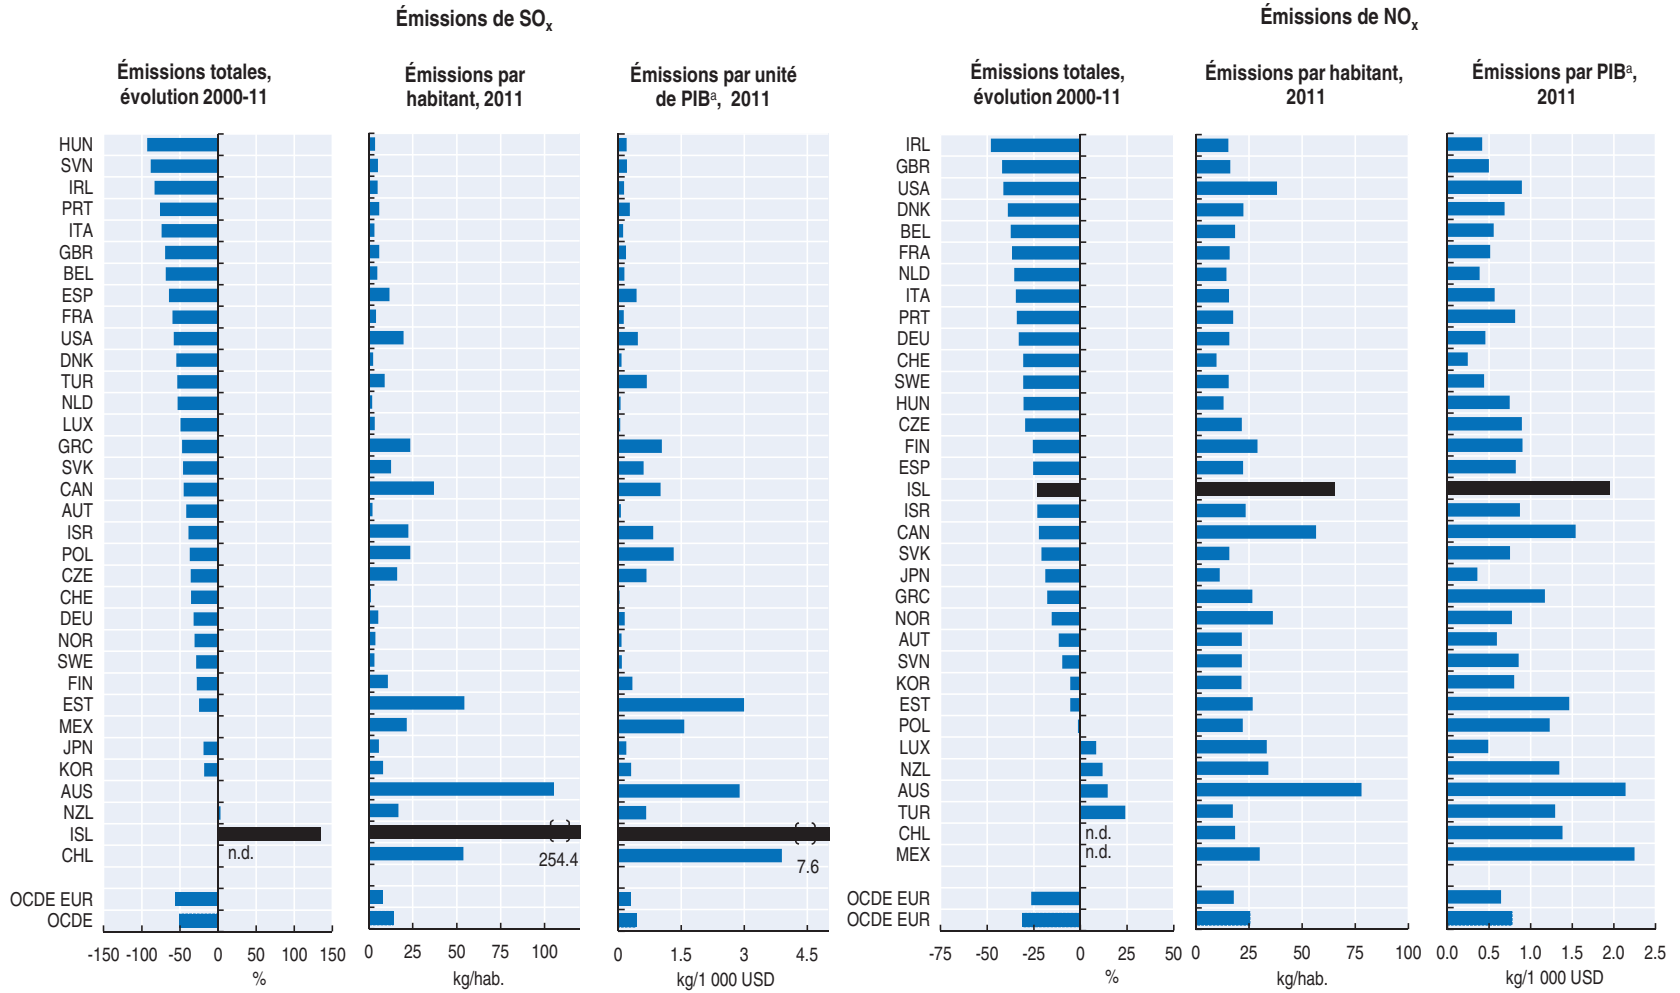 Émissions de SOx
Émissions de NOx
Émissions totales,
évolution 2000-11
Émissions par
habitant, 2011
Émissions par unité
de PIBa, 2011
Émissions totales,
évolution 2000-11
Émissions par habitant,
2011
Émissions par PIBa,
2011
HUN
SVN
IRL
PRT
ITA
GBR
BEL
ESP
FRA
USA
DNK
TUR
NLD
LUX
GRC
SVK
CAN
AUT
ISR
POL
CZE
CHE
DEU
NOR
SWE
FIN
EST
MEX
JPN
KOR
AUS
NZL
ISL
CHL
OCDE EUR
OCDE
n.d.
254.4
7.6
-150 -100 -50 0 50 100 150
%
0 25 50 75 100
kg/hab.
0 1.5 3 4.5
kg/1 000 USD
IRL
GBR
USA
DNK
BEL
FRA
NLD
ITA
PRT
DEU
CHE
SWE
HUN
CZE
FIN
ESP
ISL
ISR
CAN
SVK
JPN
GRC
NOR
AUT
SVN
KOR
EST
POL
LUX
NZL
AUS
TUR
CHL
MEX
OCDE EUR
OCDE EUR
n.d.
n.d.
-75 -50 -25 0 25 50
%
0 25 50 75 100
kg/hab.
0.0 0.5 1.0 1.5 2.0 2.5
kg/1 000 USD